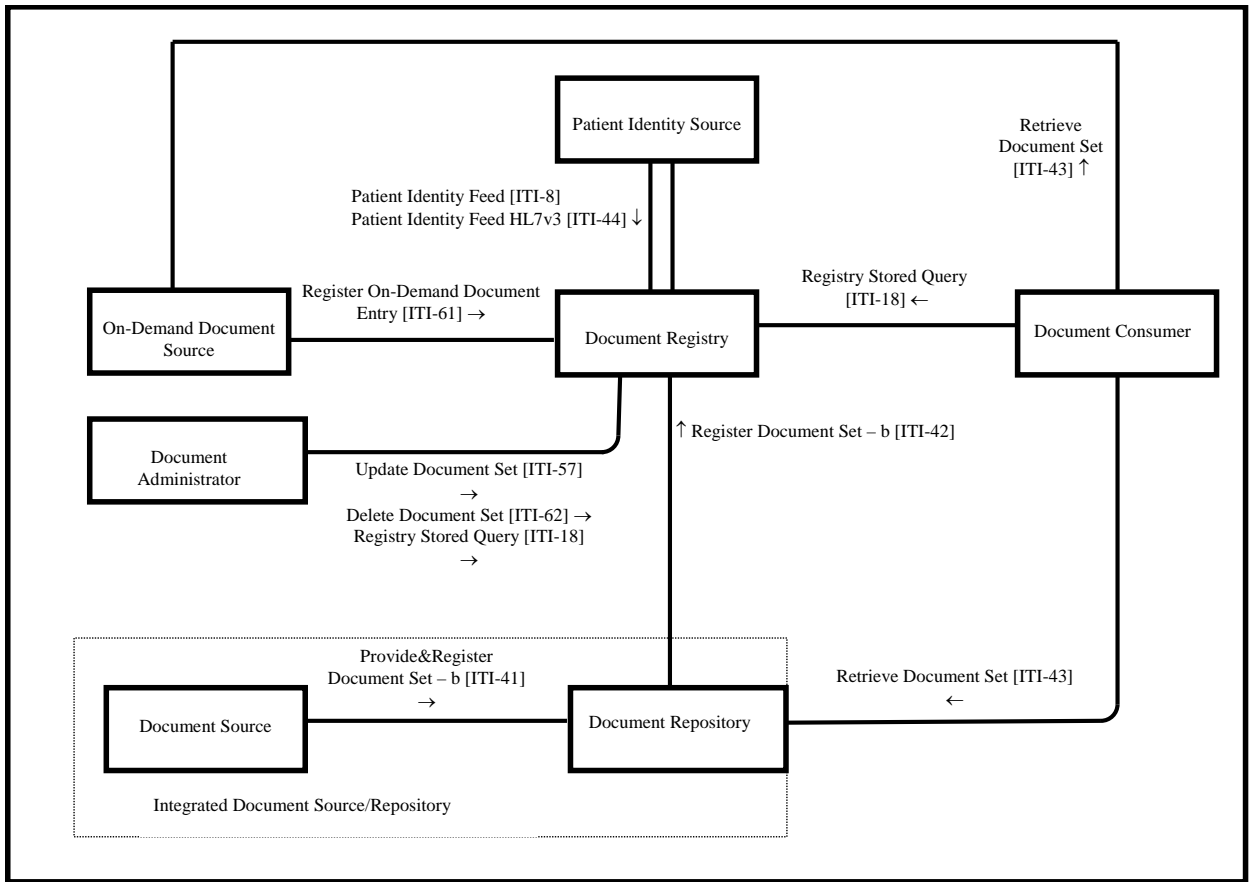 Patient Identity Source
Retrieve
Document Set
[ITI-43] ↑
Patient Identity Feed [ITI-8]
Patient Identity Feed HL7v3 [ITI-44] ↓
Register On-Demand Document
Entry [ITI-61] →
Registry Stored Query
[ITI-18] ←
On-Demand Document
Source
Document Registry
Document Consumer
↑ Register Document Set – b [ITI-42]
Document
Administrator
Update Document Set [ITI-57]
→
Delete Document Set [ITI-62] →
Registry Stored Query [ITI-18]
→
Provide&Register
Document Set – b [ITI-41]
→
Retrieve Document Set [ITI-43]
←
Document Source
Document Repository
Integrated Document Source/Repository